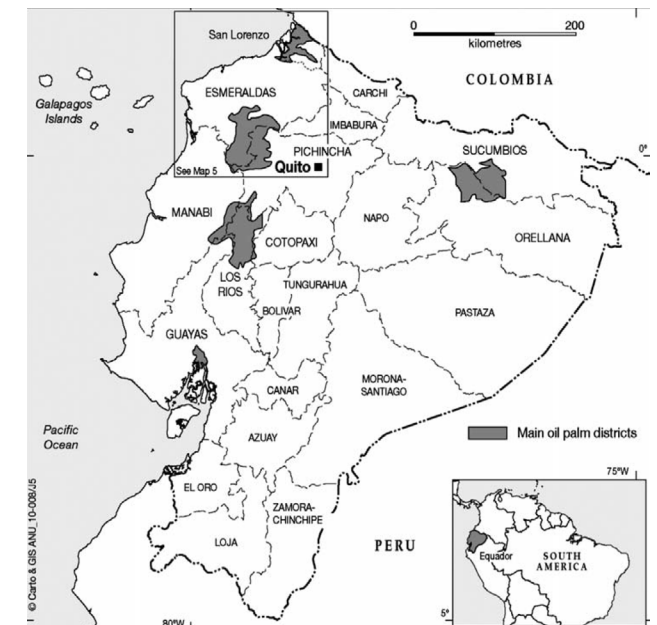 San Lorenzo
0
200
kilometres
COLOMBIA
Galapagos
Islands
ESMERALDAS
CARCHI
IMBABURA
PICHINCHA
SUCUMBIOS
0°
See Map 5
Quito
MANABI
NAPO
COTOPAXI
ORELLANA
LOS
RIOS
TUNGURAHUA
BOLIVAR
PASTAZA
GUAYAS
CANAR
MORONA-
SANTIAGO
Pacific
Ocean
AZUAY
Main oil palm districts
75°W
EL ORO
ZAMORA-
CHINCHIPE
LOJA
PERU
Equador
SOUTH
AMERICA
5°
80°W
© Carto & GIS ANU_10-008/J5